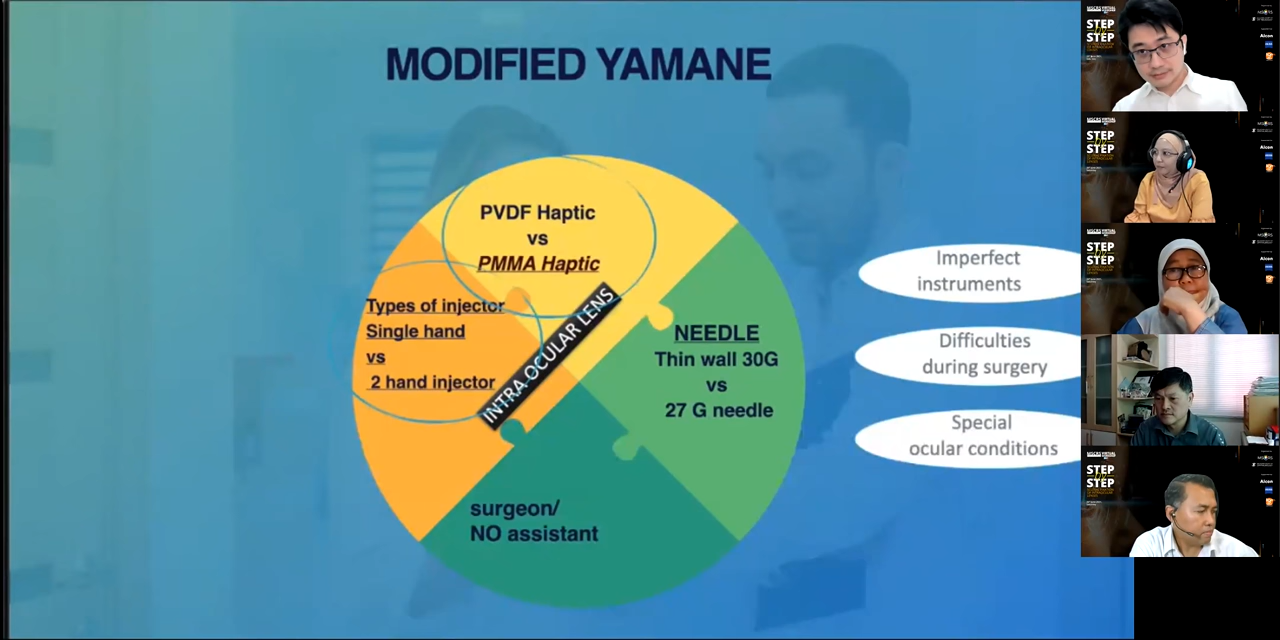 MODIFIED YAMANE
PVDF Haptic
vs
PMMA Haptic
Types of injector
Single hand
vs
2 hand injector
INTRA-OCULAR LENS
NEEDLE
Thin wall 30G
vs
27 G needle
surgeon/
NO assistant
Imperfect
instruments
Difficulties
during surgery
Special
ocular conditions
STEP
STEP
Alcon
STEP
STEP
Alcon
STEP
STEP
Alcon
STEP
STEP
Alcon